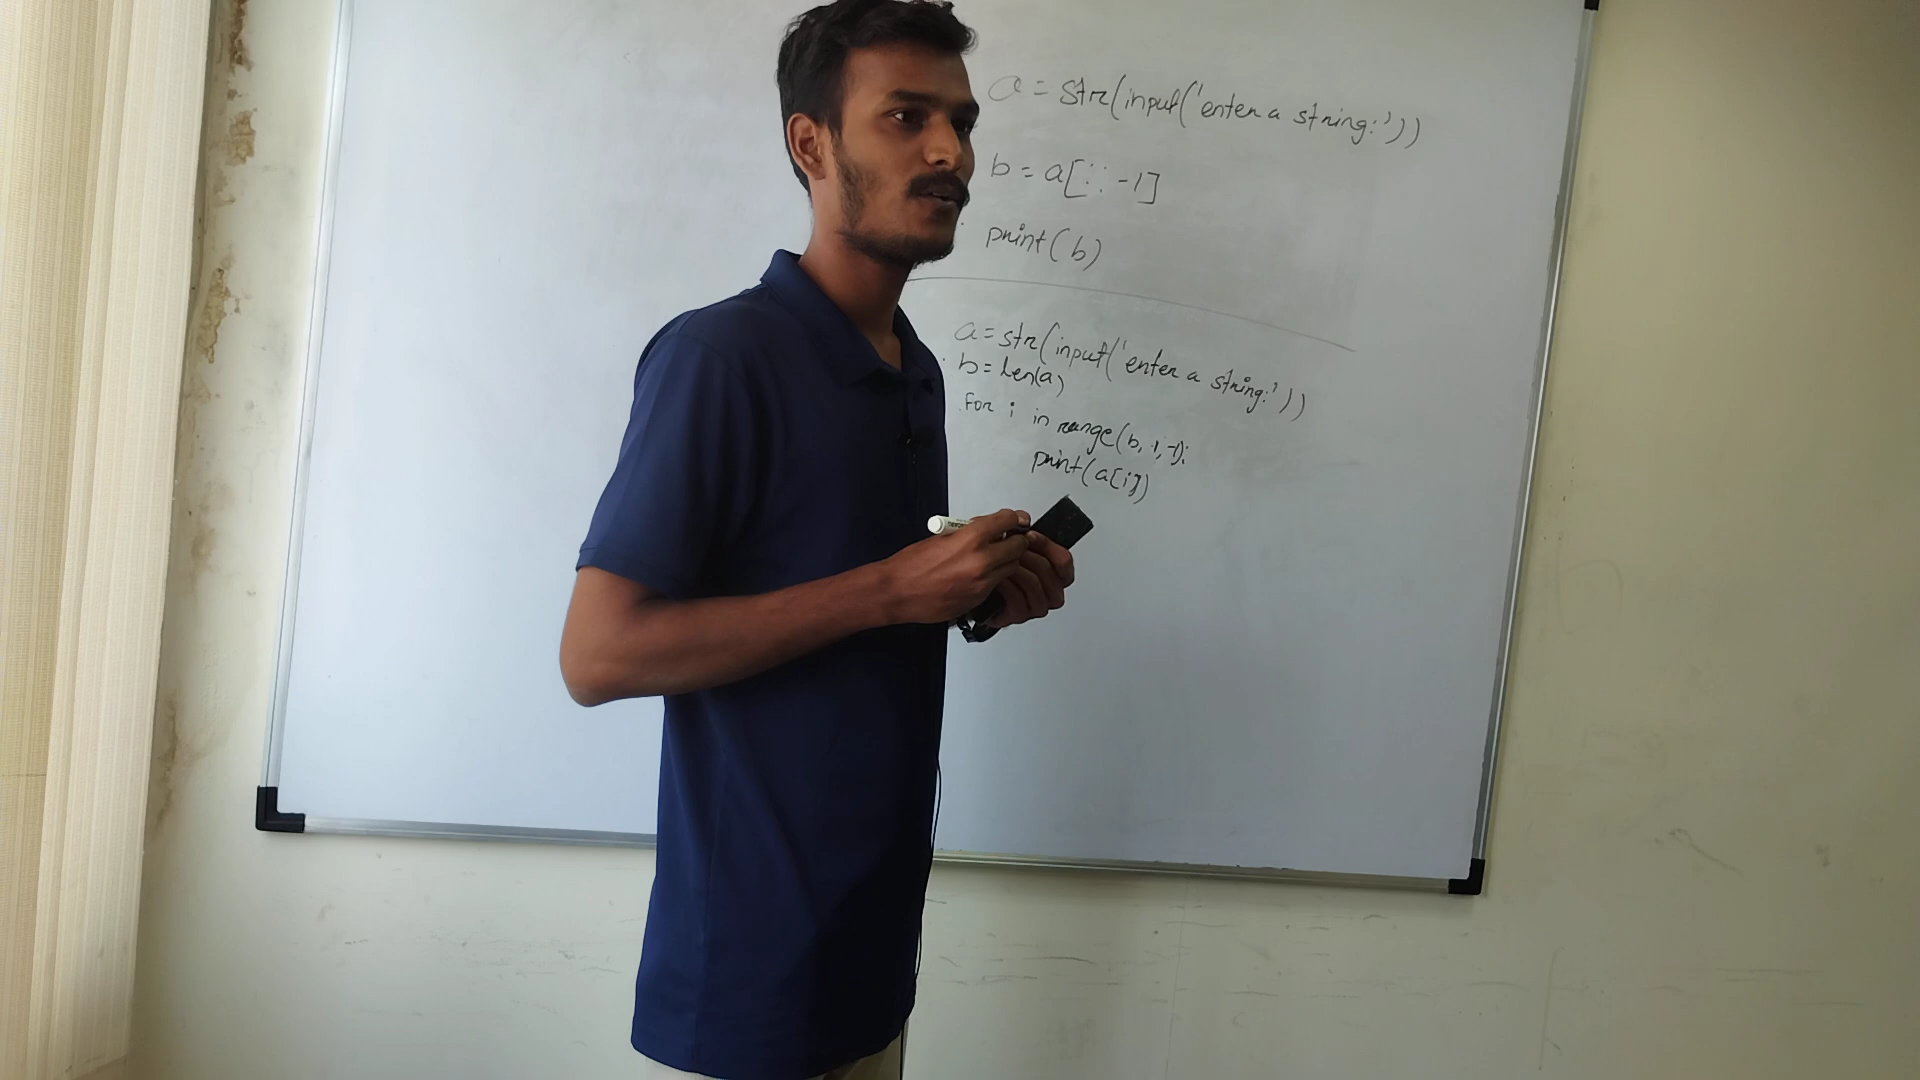 a = str(input('enter a string:'))
b = a[::-1]
print(b)
a=str(input('enter a string:'))
b=len(a)
for i in range(b,-1,-1):
print(a[i])